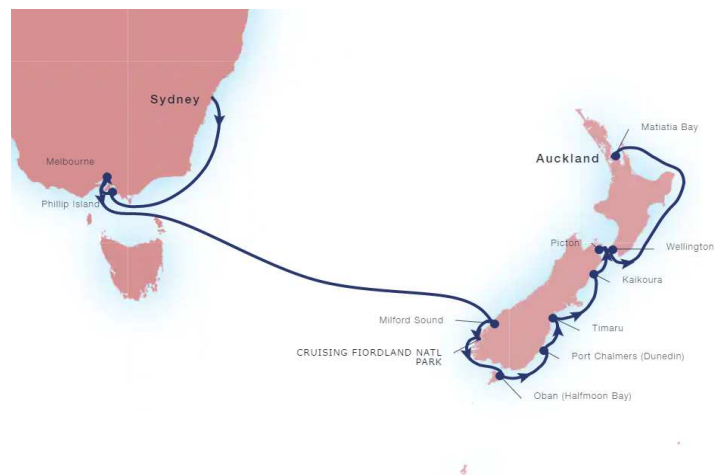 Sydney
Melbourne
Phillip Island
Matiatia Bay
Auckland
Picton
Wellington
Kaikoura
Milford Sound
Timaru
CRUISING FIORDLAND NATL
PARK
Port Chalmers (Dunedin)
Oban (Halfmoon Bay)